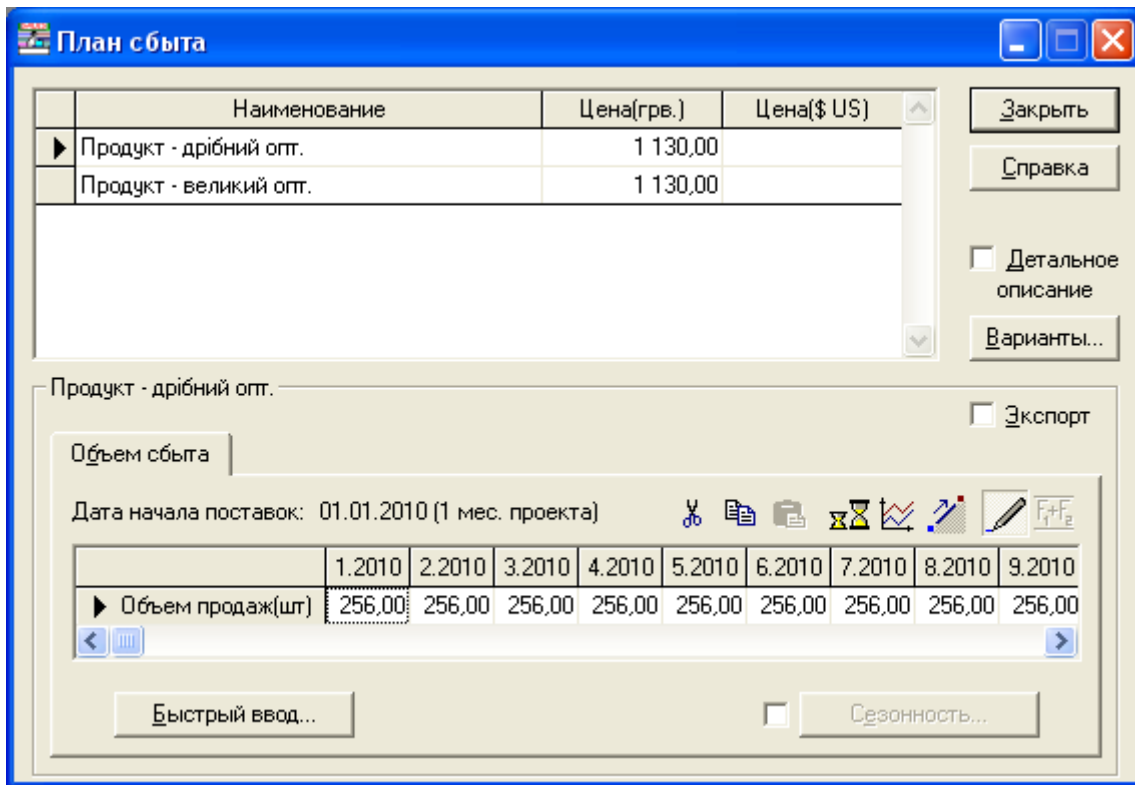 План сбыта
Наименование Цена(грв.) Цена($ US)
Продукт - дрібний опт. 1 130,00
Продукт - великий опт. 1 130,00
Закрыть
Справка
Детальное
описание
Варианты...
Продукт - дрібний опт.
Экспорт
Объем сбыта
Дата начала поставок: 01.01.2010 (1 мес. проекта)
F1+F2
1.2010 2.2010 3.2010 4.2010 5.2010 6.2010 7.2010 8.2010 9.2010
Объем продаж(шт) 256,00 256,00 256,00 256,00 256,00 256,00 256,00 256,00 256,00
Быстрый ввод...
Сезонность...